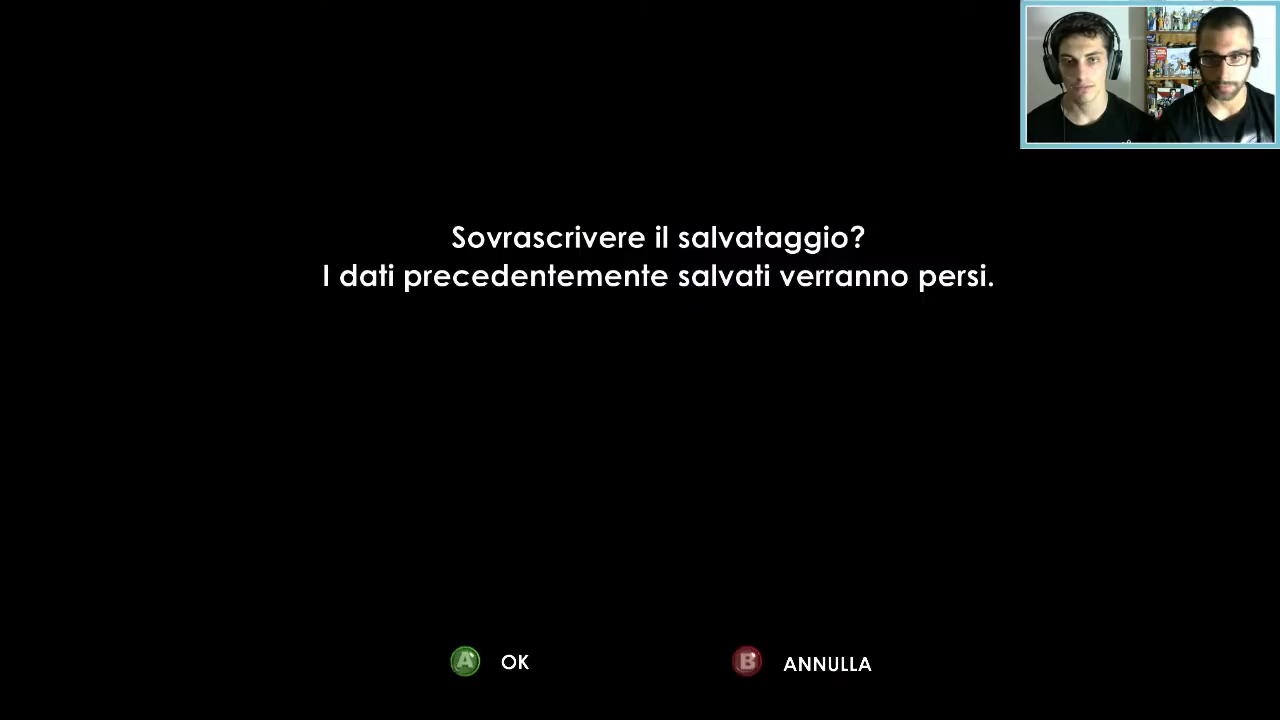 Sovrascrivere il salvataggio?
I dati precedentemente salvati verranno persi.
A OK B ANNULLA